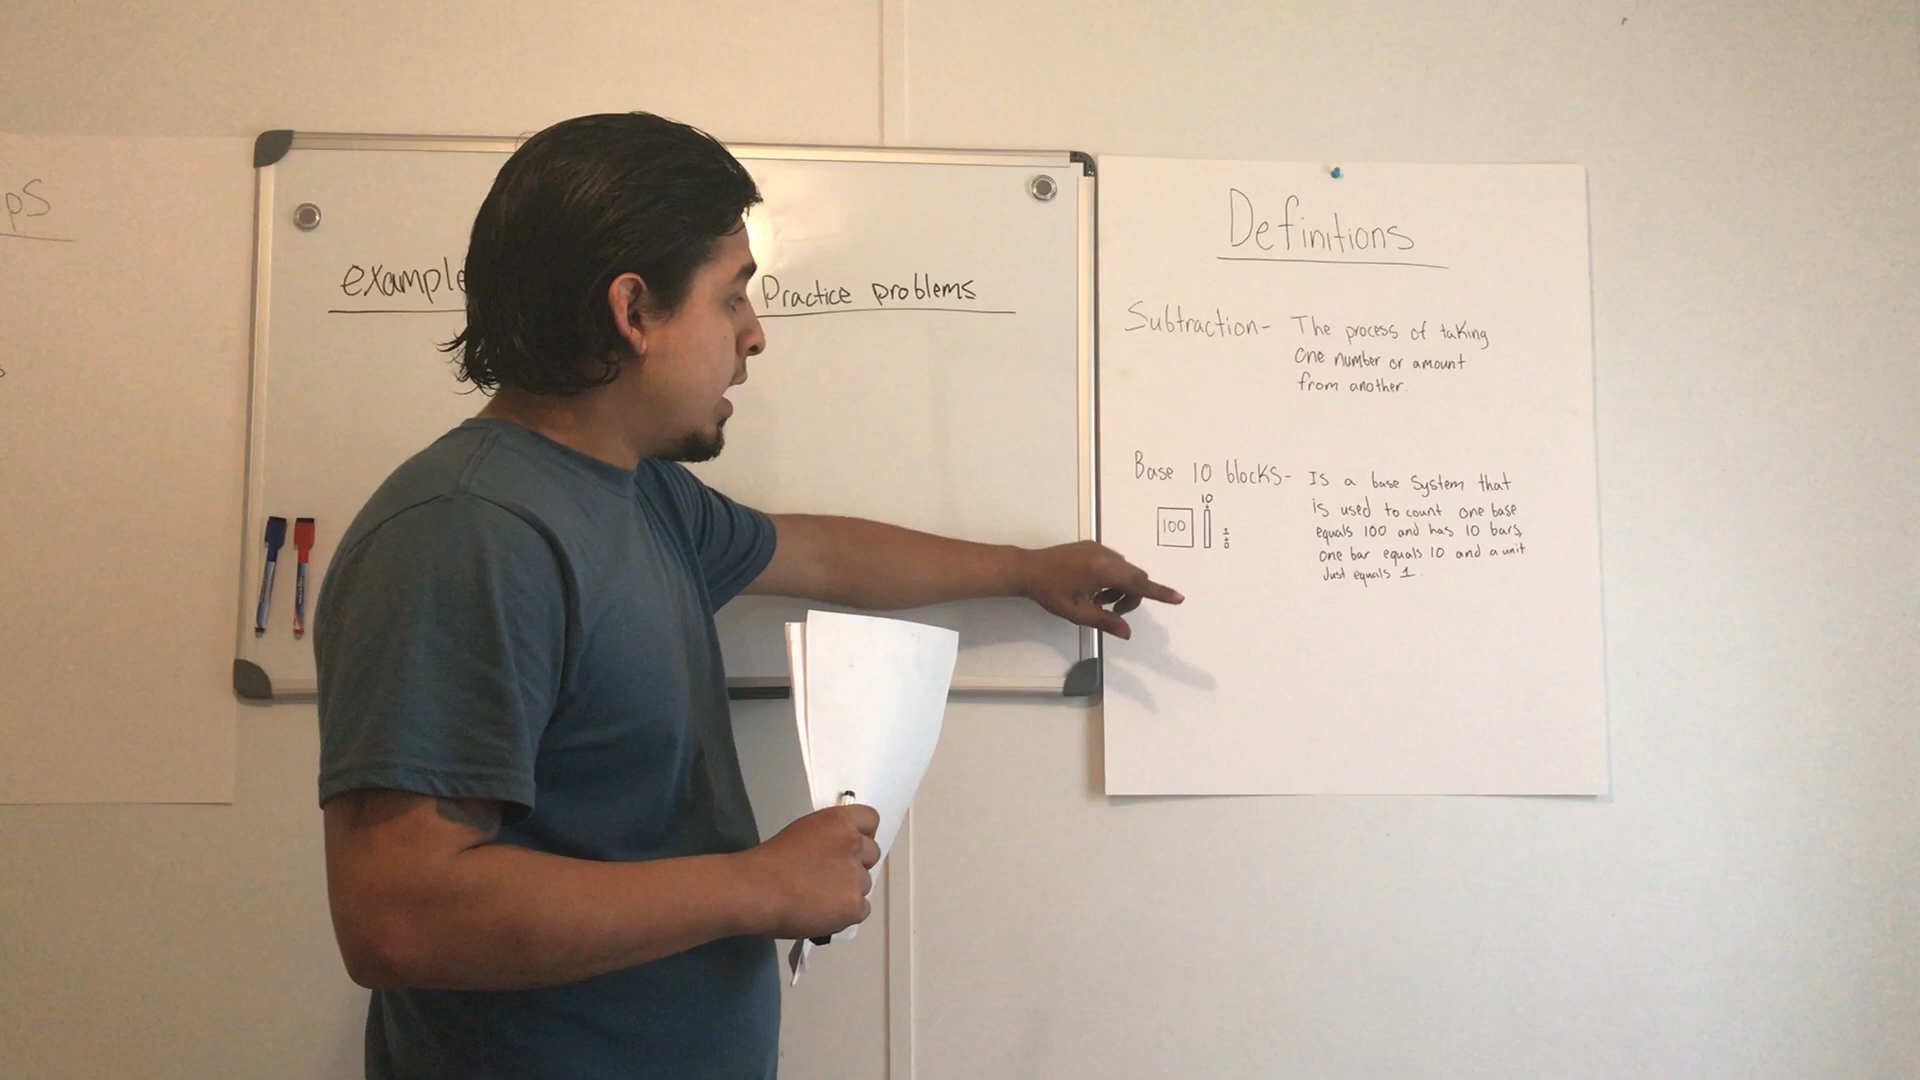 pS
example
Practice problems
Definitions
Subtraction- The process of taking
one number or amount
from another.
Base 10 blocks- Is a base System that
is used to count one base
equals 100 and has 10 bars,
one bar equals 10 and a unit
Just equals 1.
10
100
1